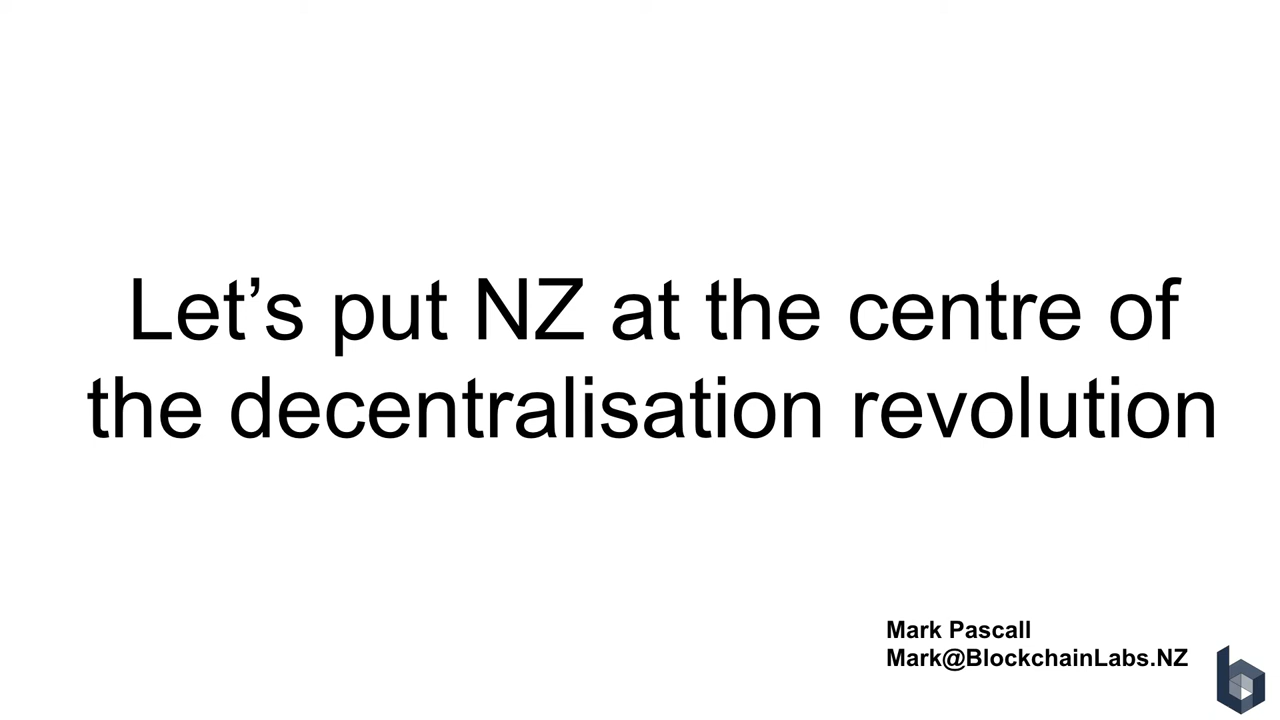 Let’s put NZ at the centre of
the decentralisation revolution
Mark Pascall
Mark@BlockchainLabs.NZ